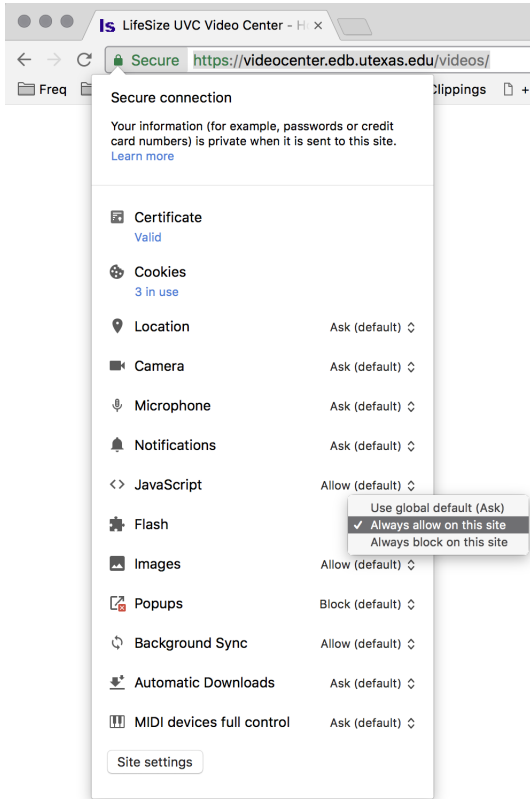 ls LifeSize UVC Video Center - H ×
Secure https://videocenter.edb.utexas.edu/videos/
Freq Clippings +
Secure connection
Your information (for example, passwords or credit
card numbers) is private when it is sent to this site.
Learn more
Certificate
Valid
Cookies
3 in use
Location Ask (default)
Camera Ask (default)
Microphone Ask (default)
Notifications Ask (default)
JavaScript Allow (default)
Use global default (Ask)
Flash ✓ Always allow on this site
Always block on this site
Images Allow (default)
Popups Block (default)
Background Sync Allow (default)
Automatic Downloads Ask (default)
MIDI devices full control Ask (default)
Site settings